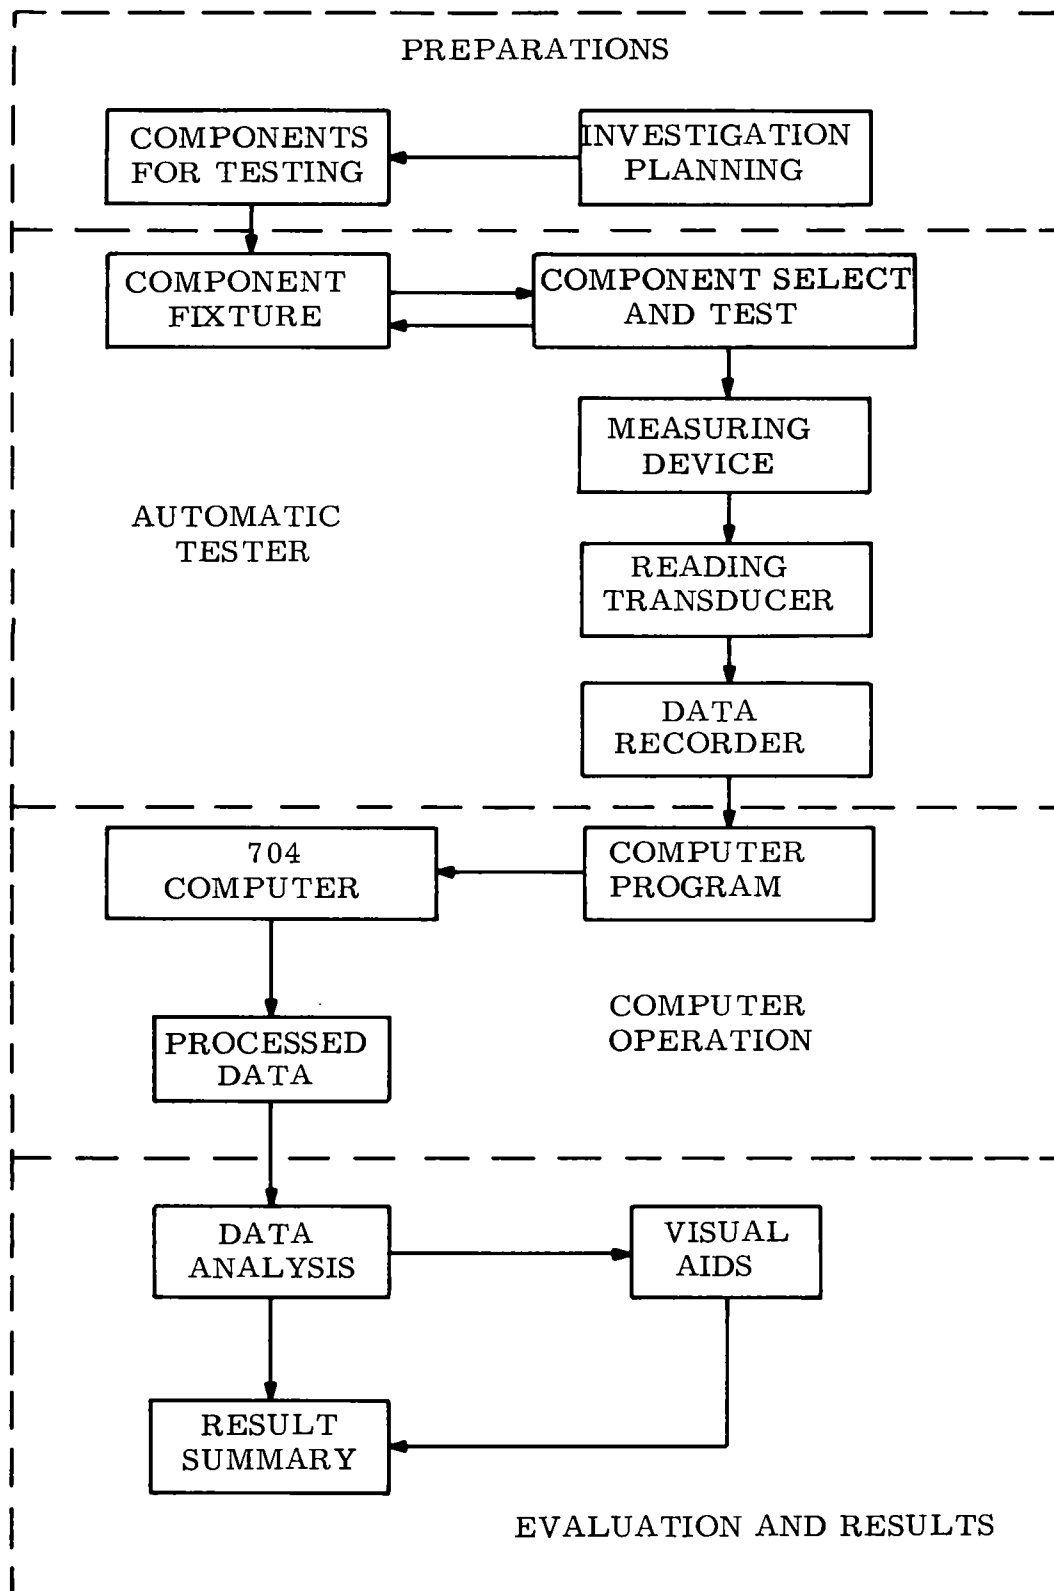 PREPARATIONS
COMPONENTS
FOR TESTING
INVESTIGATION
PLANNING
COMPONENT
FIXTURE
COMPONENT SELECT
AND TEST
MEASURING
DEVICE
AUTOMATIC
TESTER
READING
TRANSDUCER
DATA
RECORDER
704
COMPUTER
COMPUTER
PROGRAM
COMPUTER
OPERATION
PROCESSED
DATA
DATA
ANALYSIS
VISUAL
AIDS
RESULT
SUMMARY
EVALUATION AND RESULTS